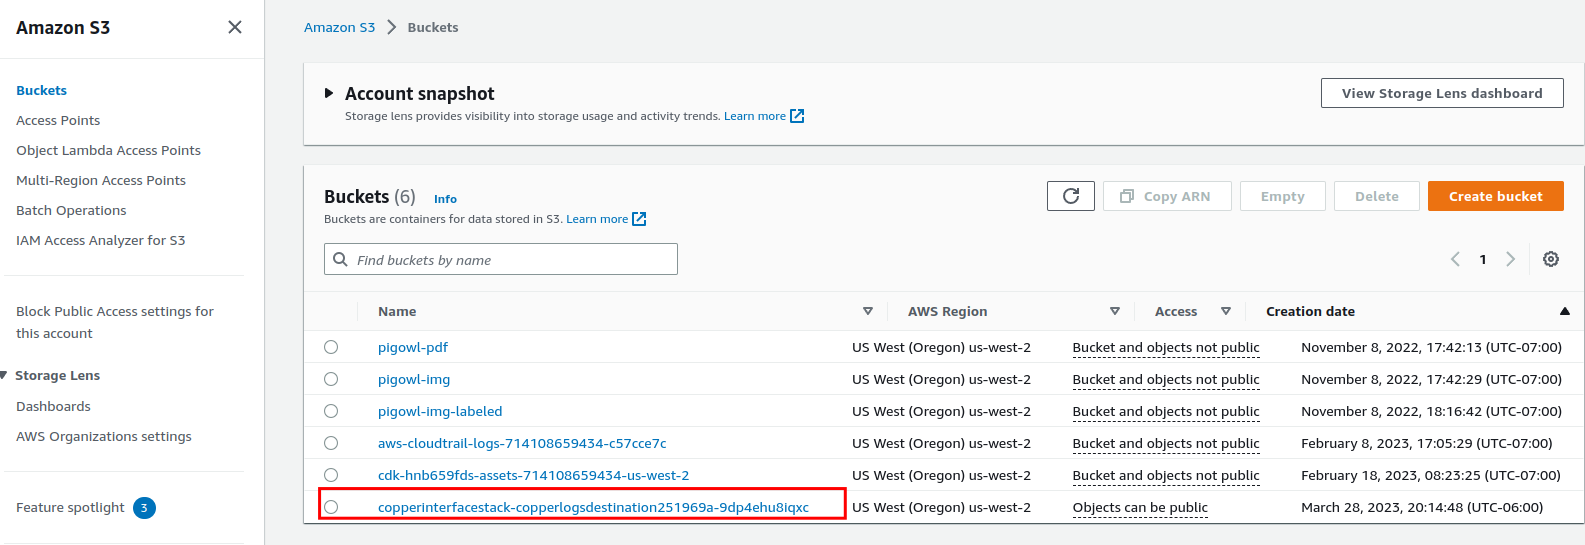 Amazon S3
Buckets
Access Points
Object Lambda Access Points
Multi-Region Access Points
Batch Operations
IAM Access Analyzer for S3
Block Public Access settings for
this account
Storage Lens
Dashboards
AWS Organizations settings
Feature spotlight 3
Amazon S3 Buckets
Account snapshot
Storage lens provides visibility into storage usage and activity trends. Learn more
View Storage Lens dashboard
Buckets (6) Info
Buckets are containers for data stored in S3. Learn more
Copy ARN Empty Delete Create bucket
Find buckets by name
1
Name AWS Region Access Creation date
pigowl-pdf US West (Oregon) us-west-2 Bucket and objects not public November 8, 2022, 17:42:13 (UTC-07:00)
pigowl-img US West (Oregon) us-west-2 Bucket and objects not public November 8, 2022, 17:42:29 (UTC-07:00)
pigowl-img-labeled US West (Oregon) us-west-2 Bucket and objects not public November 8, 2022, 18:16:42 (UTC-07:00)
aws-cloudtrail-logs-714108659434-c57cce7c US West (Oregon) us-west-2 Bucket and objects not public February 8, 2023, 17:05:29 (UTC-07:00)
cdk-hnb659fds-assets-714108659434-us-west-2 US West (Oregon) us-west-2 Bucket and objects not public February 18, 2023, 08:23:25 (UTC-07:00)
copperinterfacestack-copperlogsdestination251969a-9dp4ehu8iqxc US West (Oregon) us-west-2 Objects can be public March 28, 2023, 20:14:48 (UTC-06:00)